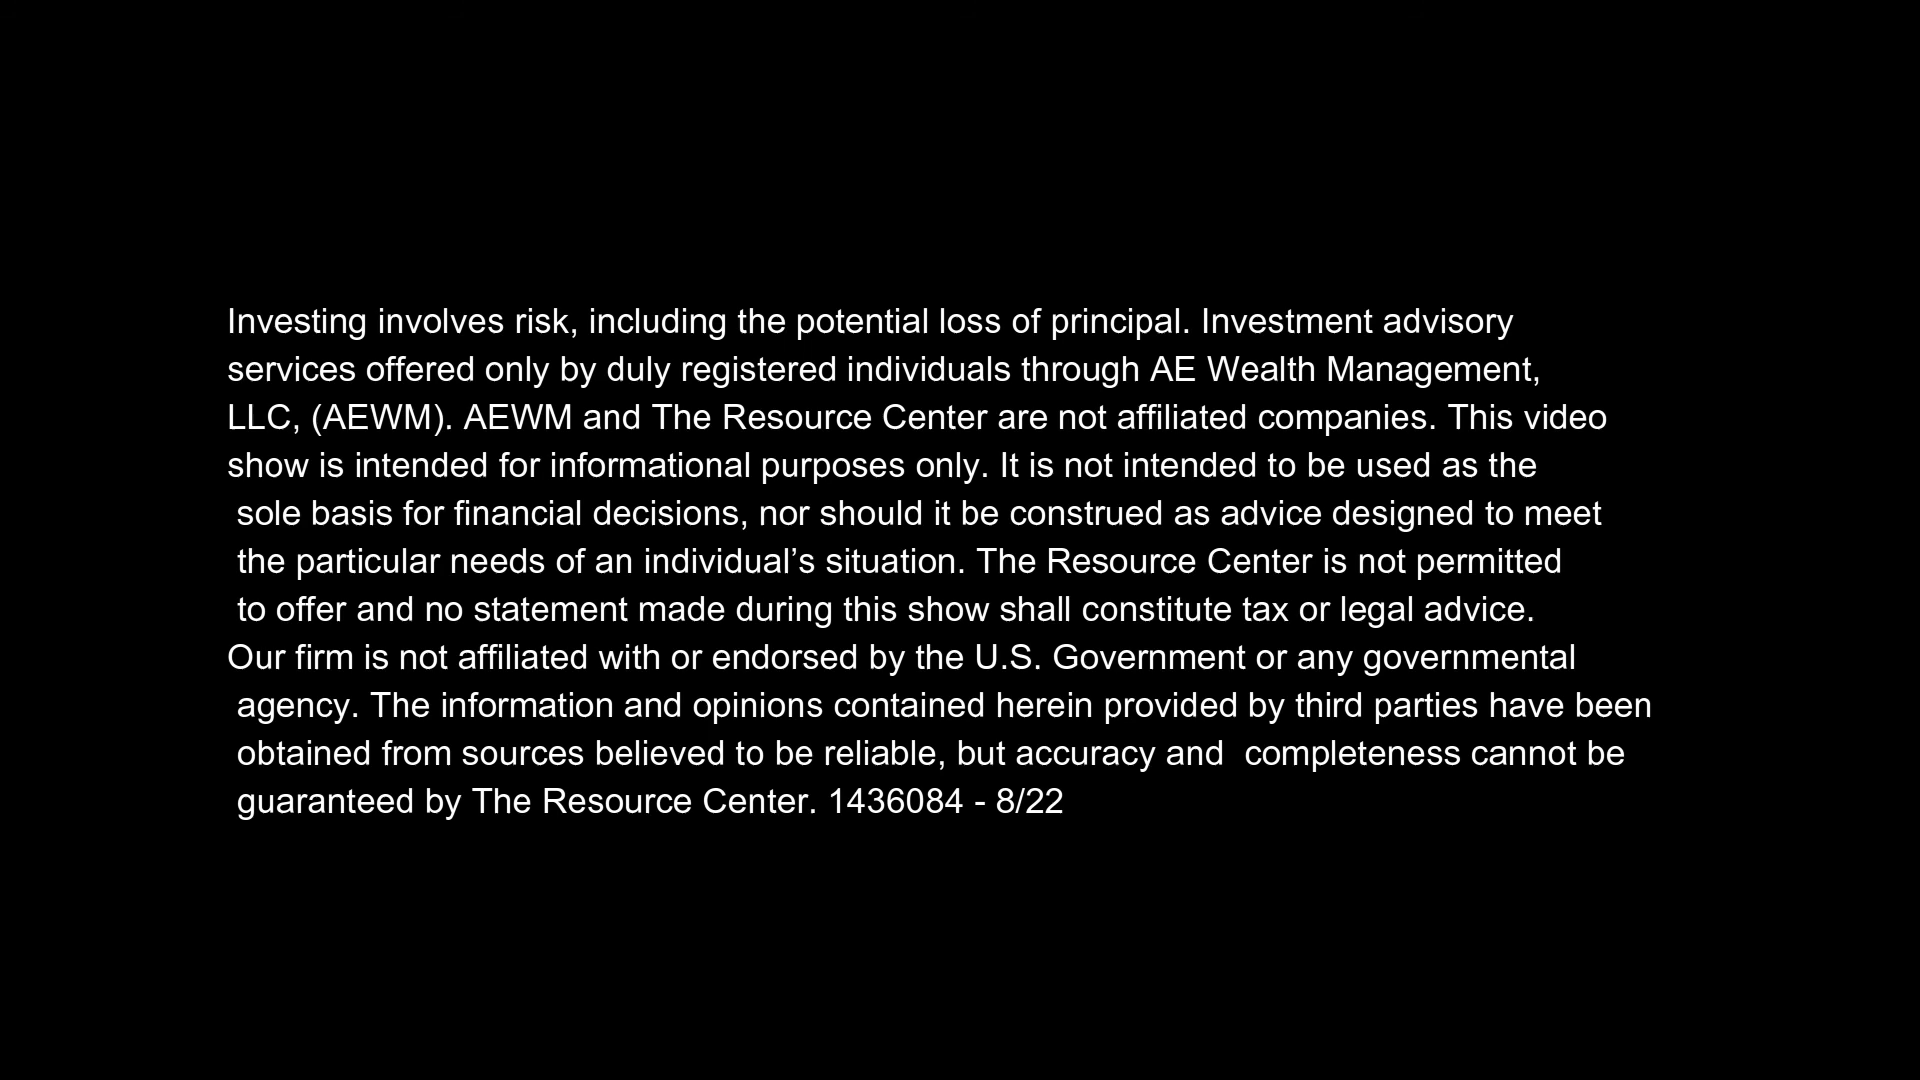 Investing involves risk, including the potential loss of principal. Investment advisory
services offered only by duly registered individuals through AE Wealth Management,
LLC, (AEWM). AEWM and The Resource Center are not affiliated companies. This video
show is intended for informational purposes only. It is not intended to be used as the
sole basis for financial decisions, nor should it be construed as advice designed to meet
the particular needs of an individual’s situation. The Resource Center is not permitted
to offer and no statement made during this show shall constitute tax or legal advice.
Our firm is not affiliated with or endorsed by the U.S. Government or any governmental
agency. The information and opinions contained herein provided by third parties have been
obtained from sources believed to be reliable, but accuracy and  completeness cannot be
guaranteed by The Resource Center. 1436084 - 8/22